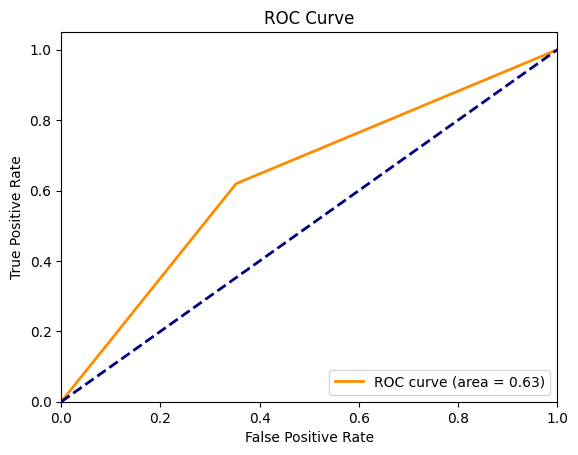 ROC Curve
True Positive Rate
1.0
0.8
0.6
0.4
0.2
0.0
0.0 0.2 0.4 0.6 0.8 1.0
False Positive Rate
ROC curve (area = 0.63)